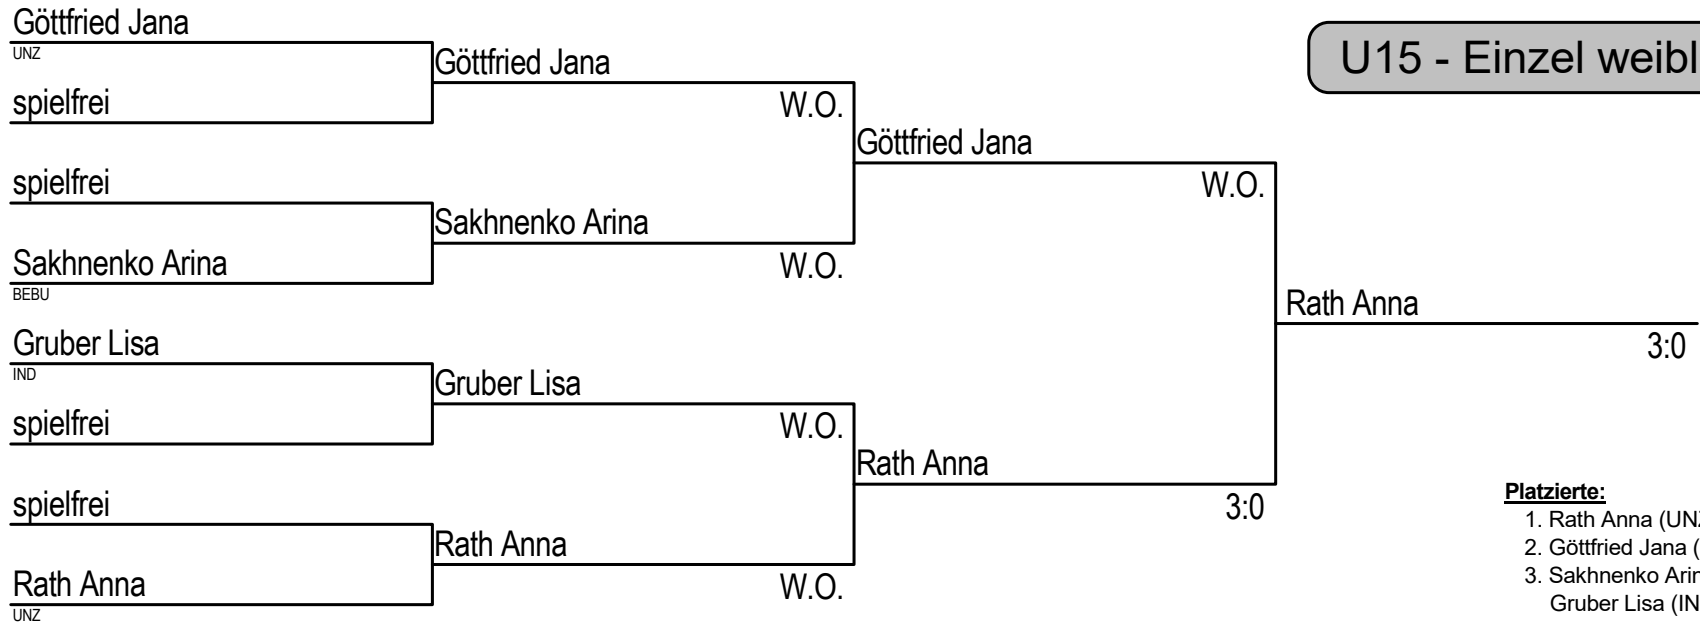 Göttfried Jana
UNZ
Göttfried Jana
spielfrei
W.O.
Göttfried Jana
spielfrei
W.O.
Sakhnenko Arina
Sakhnenko Arina
W.O.
BEBU
Rath Anna
3:0
Gruber Lisa
IND
Gruber Lisa
spielfrei
W.O.
Rath Anna
spielfrei
3:0
Rath Anna
Rath Anna
W.O.
UNZ
U15 - Einzel weibl
Platzierte:
1. Rath Anna (UNZ
2. Göttfried Jana (
3. Sakhnenko Arin
Gruber Lisa (IN